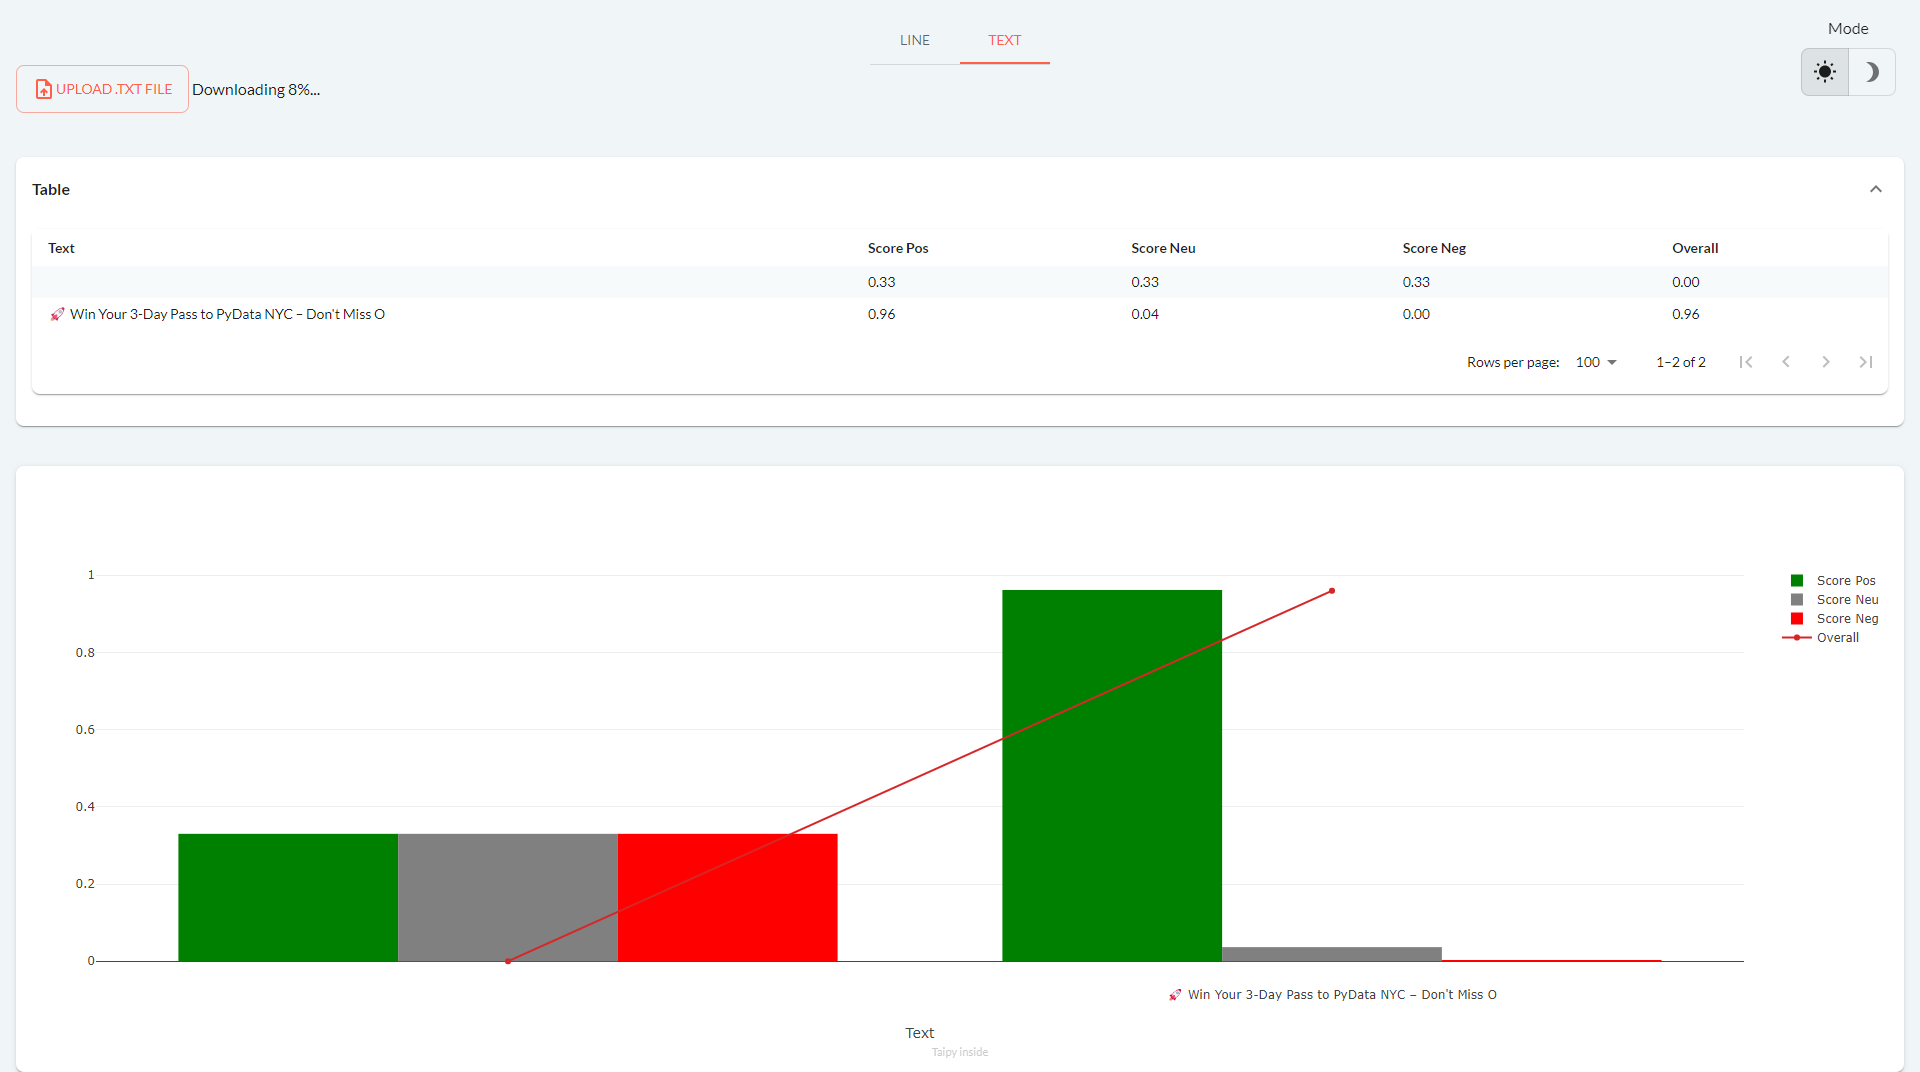 LINE TEXT
Mode
UPLOAD .TXT FILE Downloading 8%...
Table
Text Score Pos Score Neu Score Neg Overall
0.33 0.33 0.33 0.00
🚀 Win Your 3-Day Pass to PyData NYC – Don't Miss O 0.96 0.04 0.00 0.96
Rows per page: 100 1–2 of 2
1
0.8
0.6
0.4
0.2
0
Score Pos
Score Neu
Score Neg
Overall
🚀 Win Your 3-Day Pass to PyData NYC – Don't Miss O
Text
Taipy inside